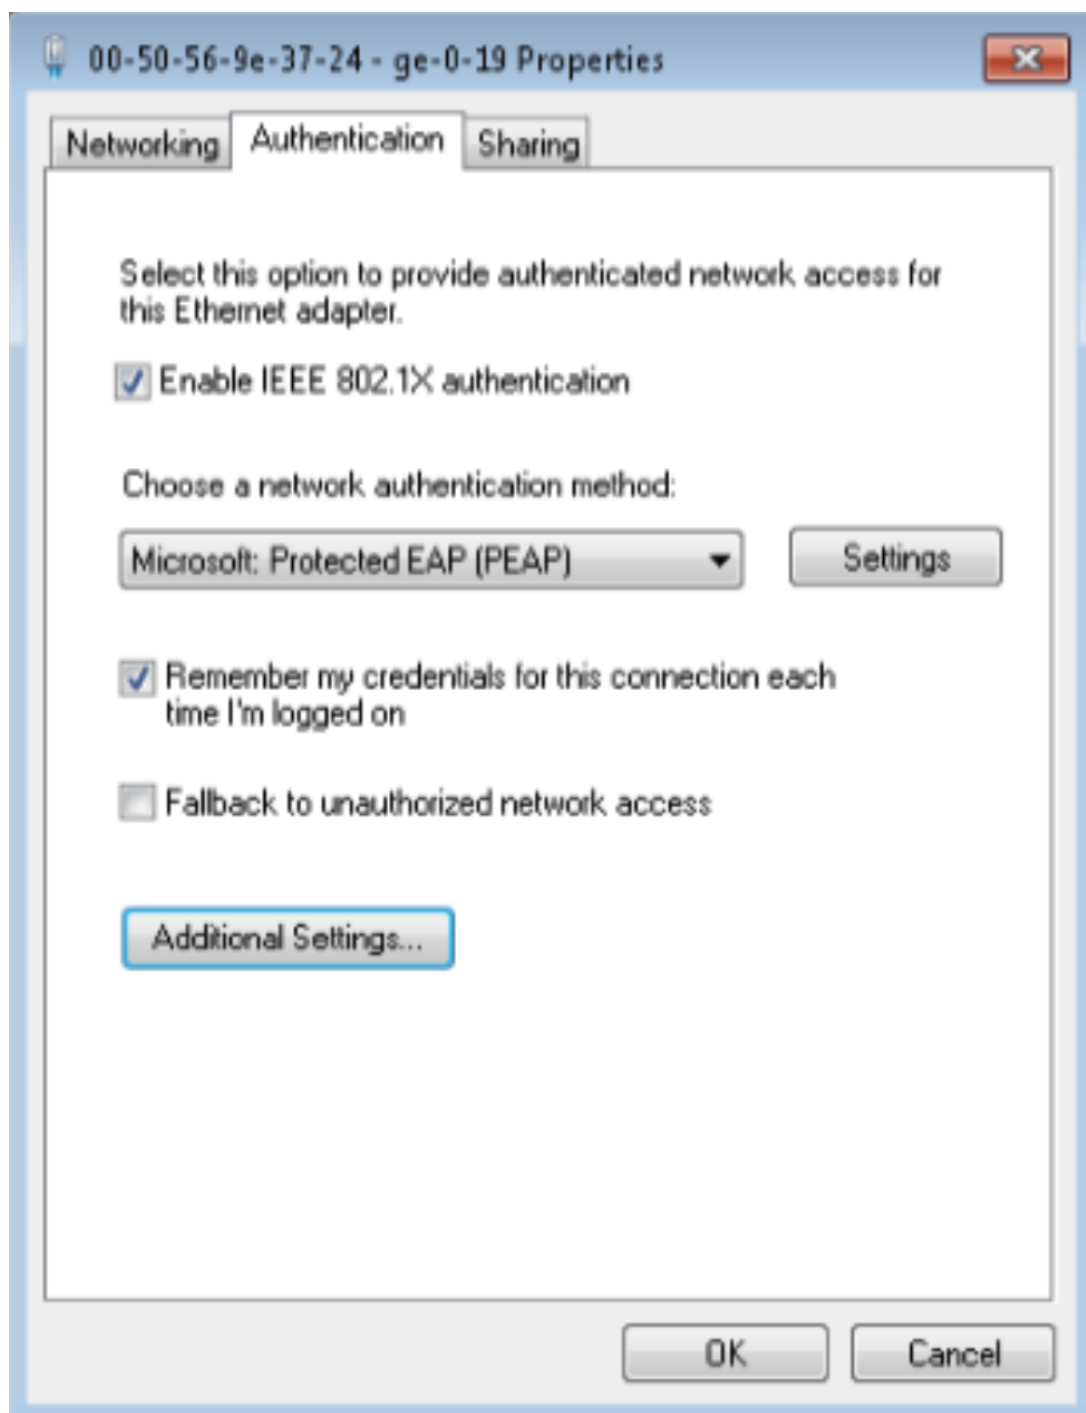 00-50-56-9e-37-24 - ge-0-19 Properties
Networking
Authentication
Sharing
Select this option to provide authenticated network access for
this Ethernet adapter.
Enable IEEE 802.1X authentication
Choose a network authentication method:
Microsoft: Protected EAP (PEAP)
Settings
Remember my credentials for this connection each
time I'm logged on
Fallback to unauthorized network access
Additional Settings...
OK
Cancel